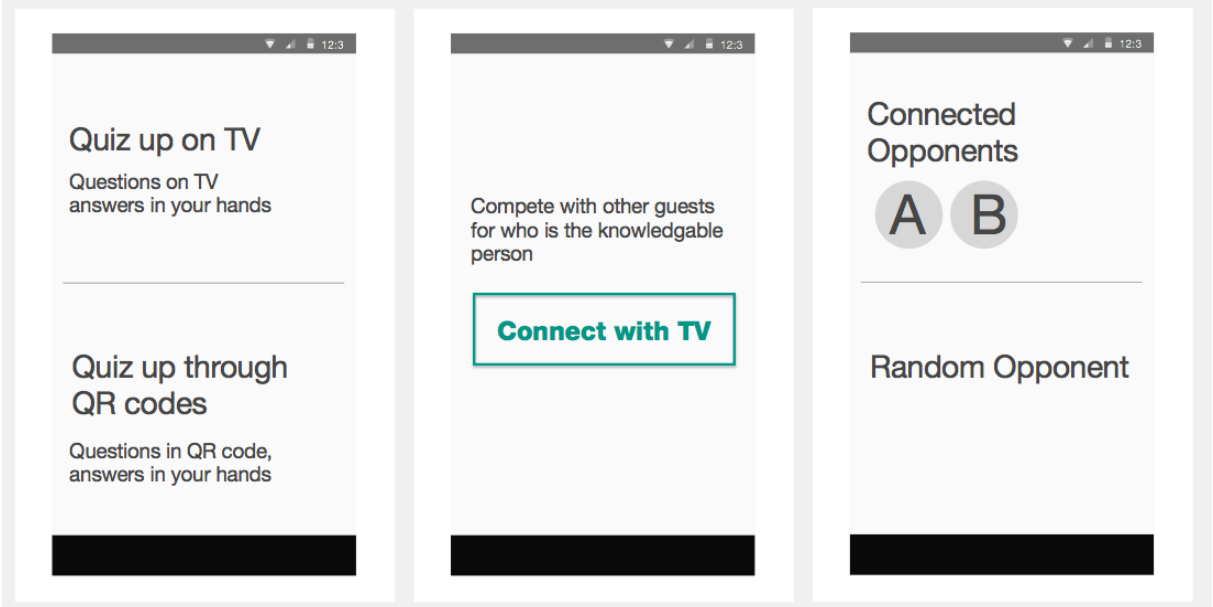 12:3
Quiz up on TV
Questions on TV
answers in your hands
Quiz up through
QR codes
Questions in QR code,
answers in your hands
12:3
Compete with other guests
for who is the knowledgable
person
Connect with TV
12:3
Connected
Opponents
A B
Random Opponent